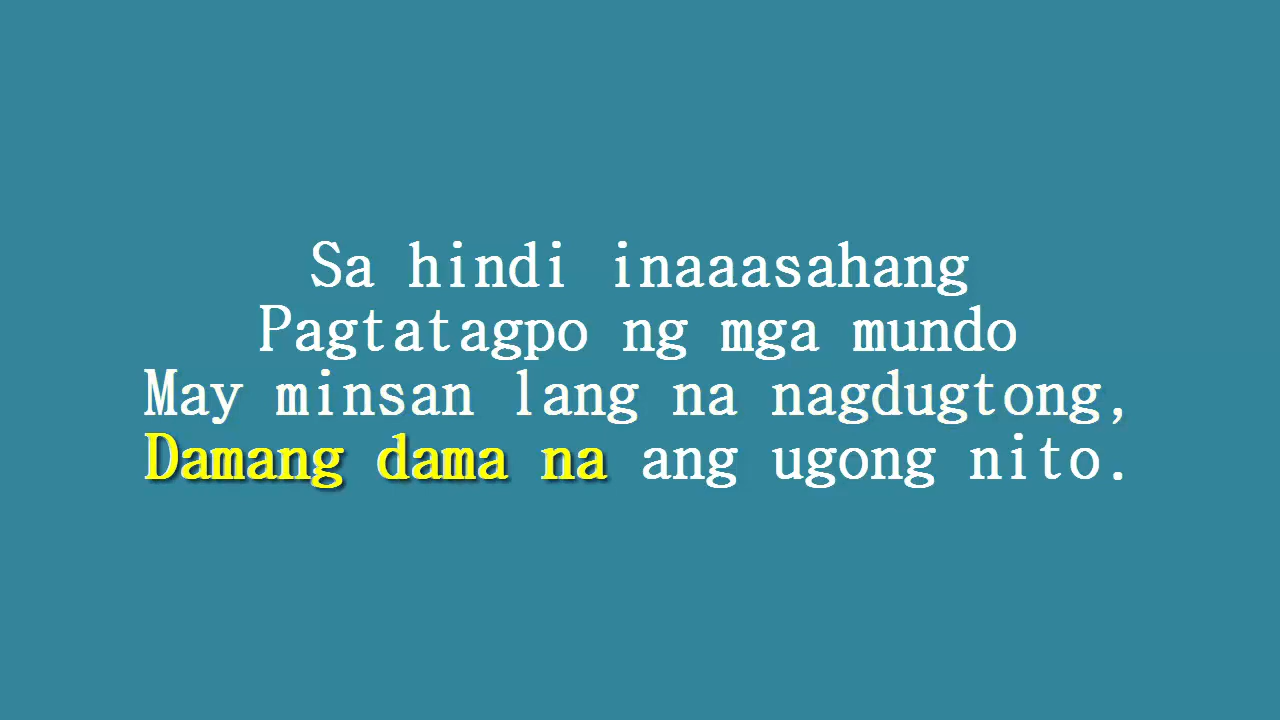 Sa hindi inaaasahang
Pagtatagpo ng mga mundo
May minsan lang na nagdugtong,
Damang dama na ang ugong nito.